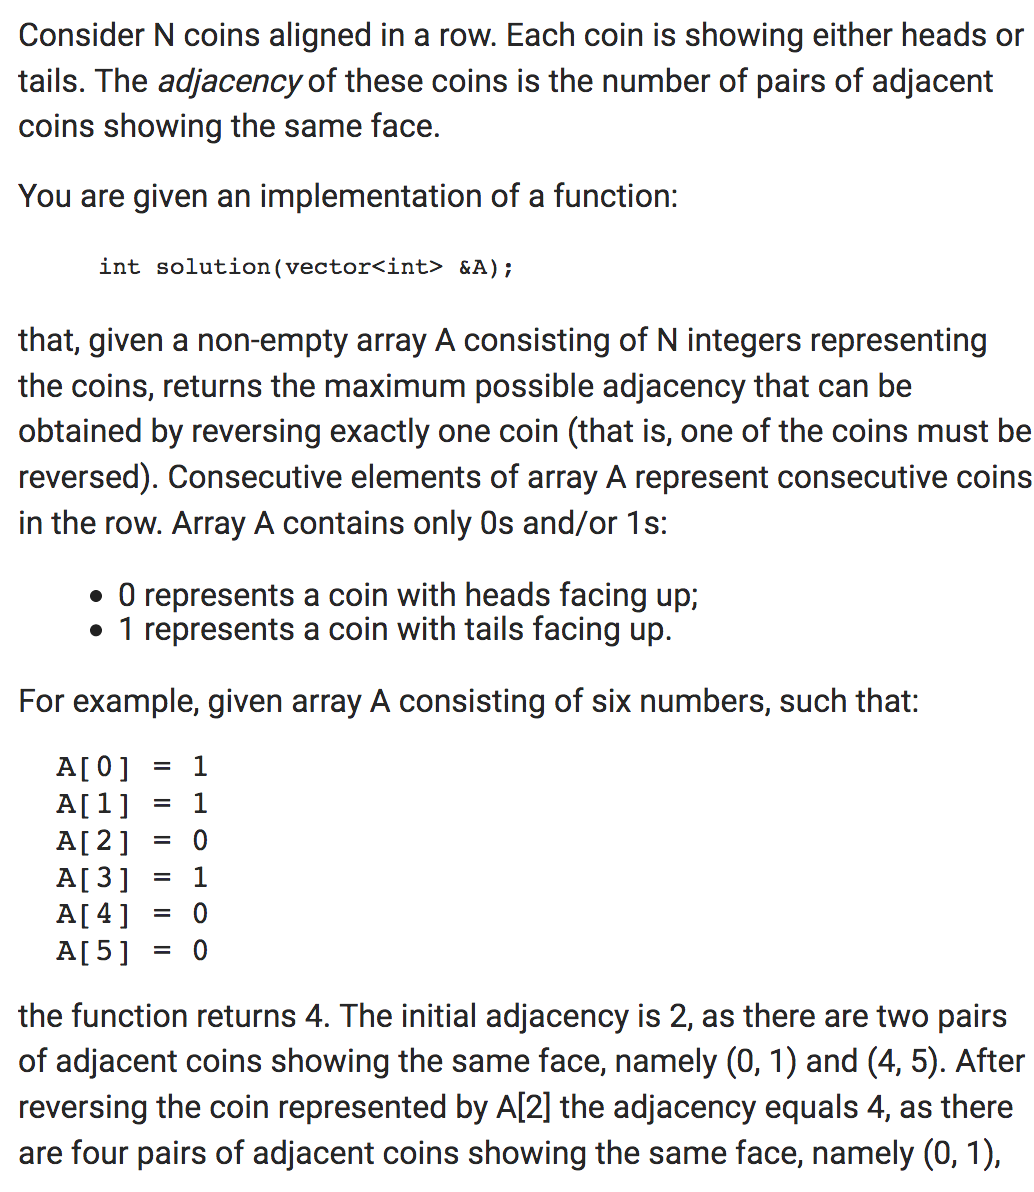 Consider N coins aligned in a row. Each coin is showing either heads or
tails. The adjacency of these coins is the number of pairs of adjacent
coins showing the same face.
You are given an implementation of a function:
int solution(vector<int> &A);
that, given a non-empty array A consisting of N integers representing
the coins, returns the maximum possible adjacency that can be
obtained by reversing exactly one coin (that is, one of the coins must be
reversed). Consecutive elements of array A represent consecutive coins
in the row. Array A contains only 0s and/or 1s:
• 0 represents a coin with heads facing up;
• 1 represents a coin with tails facing up.
For example, given array A consisting of six numbers, such that:
A[0] = 1
A[1] = 1
A[2] = 0
A[3] = 1
A[4] = 0
A[5] = 0
the function returns 4. The initial adjacency is 2, as there are two pairs
of adjacent coins showing the same face, namely (0, 1) and (4, 5). After
reversing the coin represented by A[2] the adjacency equals 4, as there
are four pairs of adjacent coins showing the same face, namely (0, 1),